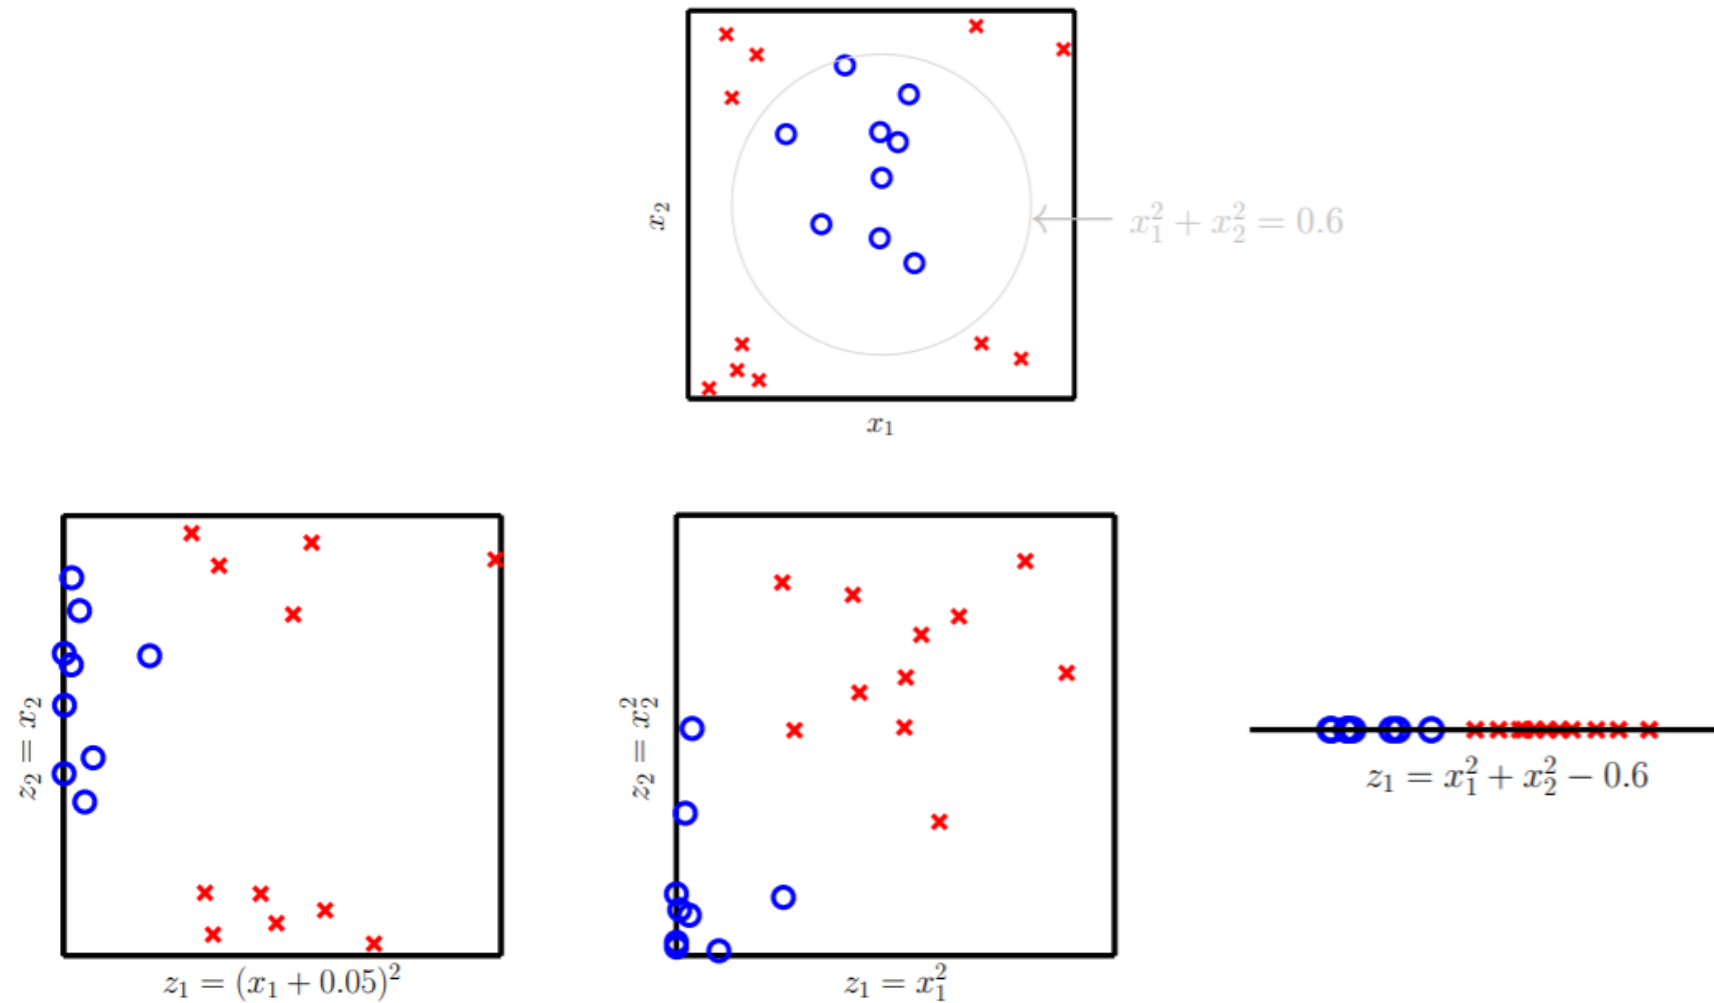 x₂
x₁² + x₂² = 0.6
x₁
z₂ = x₂
z₁ = (x₁ + 0.05)²
z₂ = x₂²
z₁ = x₁²
z₁ = x₁² + x₂² − 0.6